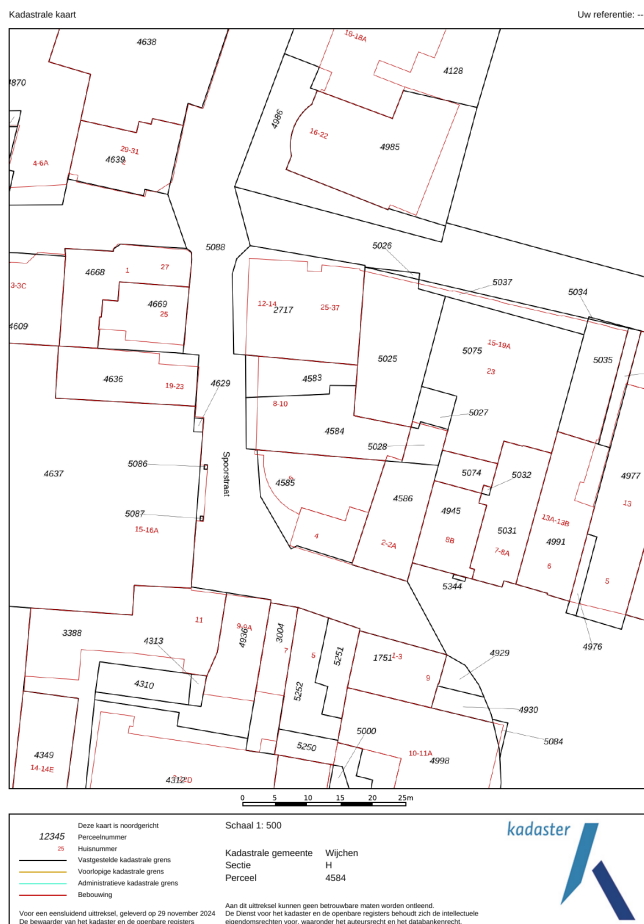 Kadastrale kaart
Uw referentie: --
4638
16-18A
4128
4870
4986
16-22
4985
29-31
4639
4-6A
5088
5026
4668
1
27
5037
3-3C
5034
4669
25
12-14
2717
25-37
4609
15-19A
5075
5025
5035
23
4636
19-23
4629
4583
8-10
5027
4584
5028
Spoorstraat
5086
4637
5074
5032
4977
4585
6
4586
4945
5087
13
15-16A
13A-13B
5031
4
2-2A
8B
4991
7-8A
6
5
5344
11
3388
4313
9-9A
4936
3004
7
5
5251
1751
1-3
4976
4929
9
4310
5252
4930
5000
5084
5250
4349
14-14E
4312
10-11A
4998
0 5 10 15 20 25m
Deze kaart is noordgericht
12345 Perceelnummer
25 Huisnummer
Vastgestelde kadastrale grens
Voorlopige kadastrale grens
Administratieve kadastrale grens
Bebouwing
Voor een eensluidend uittreksel, geleverd op 29 november 2024
De bewaarder van het kadaster en de openbare registers
Schaal 1: 500
Kadastrale gemeente Wijchen
Sectie H
Perceel 4584
Aan dit uittreksel kunnen geen betrouwbare maten worden ontleend.
De Dienst voor het kadaster en de openbare registers behoudt zich de intellectuele
eigendomsrechten voor, waaronder het auteursrecht en het databankenrecht.
kadaster